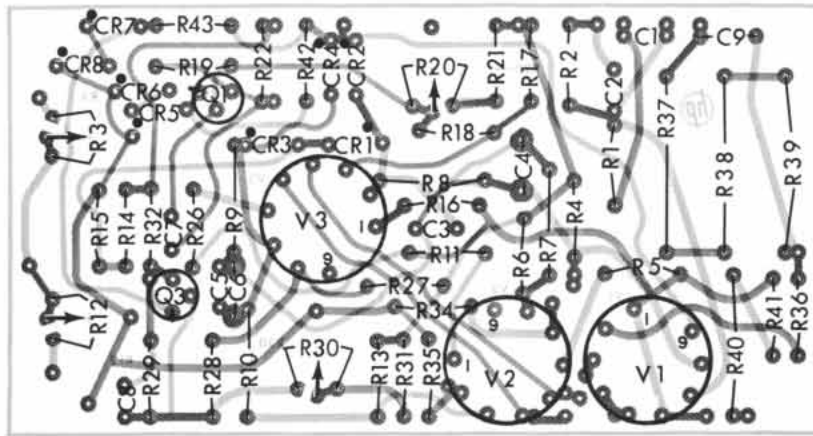 CR7 R43 R22 R42 CR4 CR2 R21 R17 R2 C1 C9
CR8 R19 R20 C2 R37
CR6 Q1
CR5
R3 R18 R1 R38 R39
CR3 CR1 C4
R8
R15 R14 R32 C7 R26 R9 V3 1 R16 R4
C3 R7
R11 R6
9
R12 Q3 C5 C6 R27 R5
R34 R41 R36
9 1
9
R29 R28 R10 R30 R13 R31 R35 1 V2 V1 R40
C8
hp